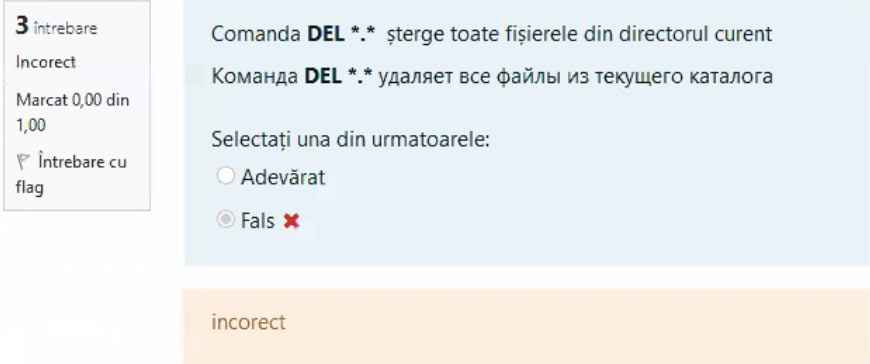 3 întrebare
Incorect
Marcat 0,00 din
1,00
Întrebare cu
flag
Comanda DEL *.* șterge toate fișierele din directorul curent
Команда DEL *.* удаляет все файлы из текущего каталога
Selectați una din urmatoarele:
Adevărat
Fals
incorect